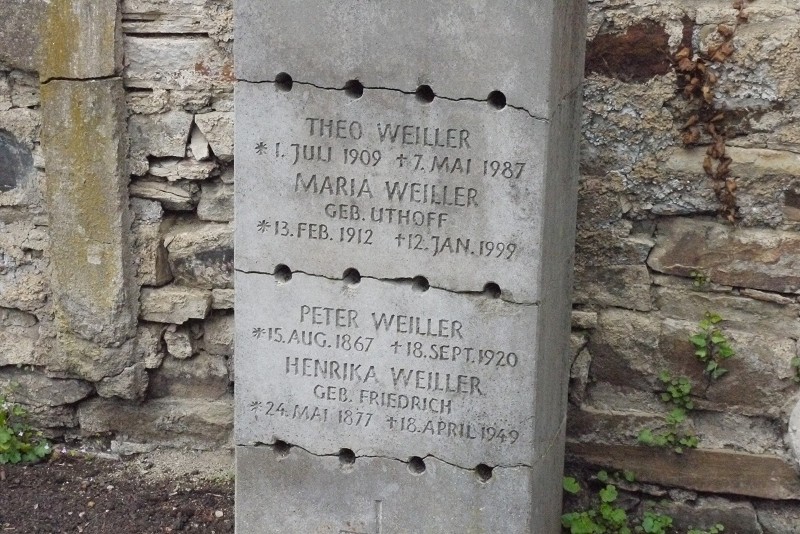 THEO WEILLER
*1. JULI 1909 †7. MAI 1987
MARIA WEILLER
GEB. UTHOFF
*13. FEB. 1912 †12. JAN. 1999
PETER WEILLER
*15. AUG. 1867 †18. SEPT. 1920
HENRIKA WEILLER
GEB. FRIEDRICH
*24. MAI 1877 †18. APRIL 1949